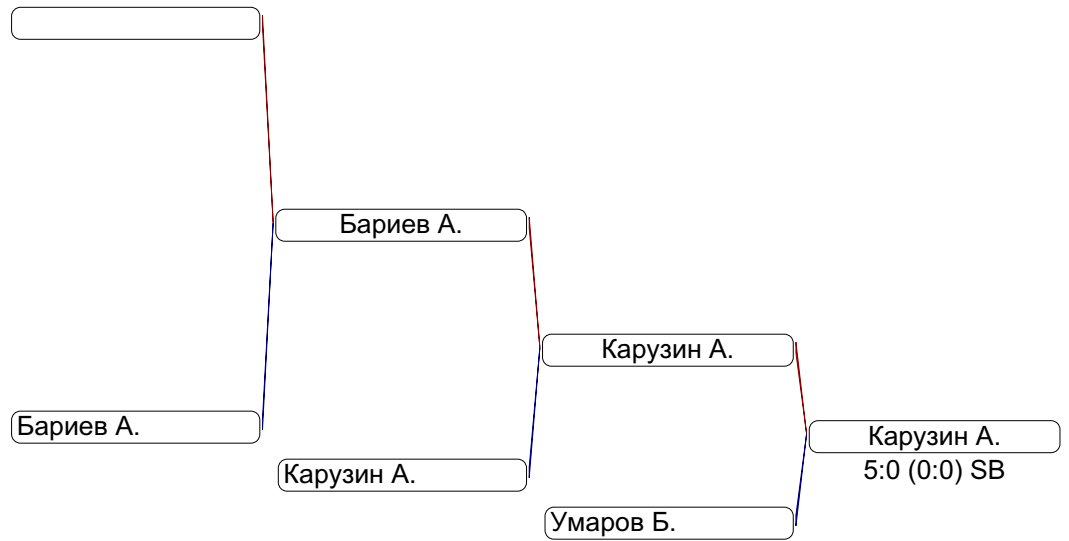 Бариев А.
Карузин А.
Бариев А.
Карузин А.
5:0 (0:0) SB
Карузин А.
Умаров Б.